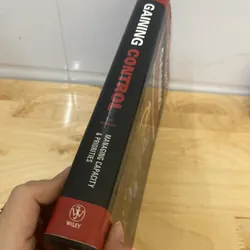 GAINING CONTROL
MANAGING CAPACITY
& PRIORITIES
WILEY